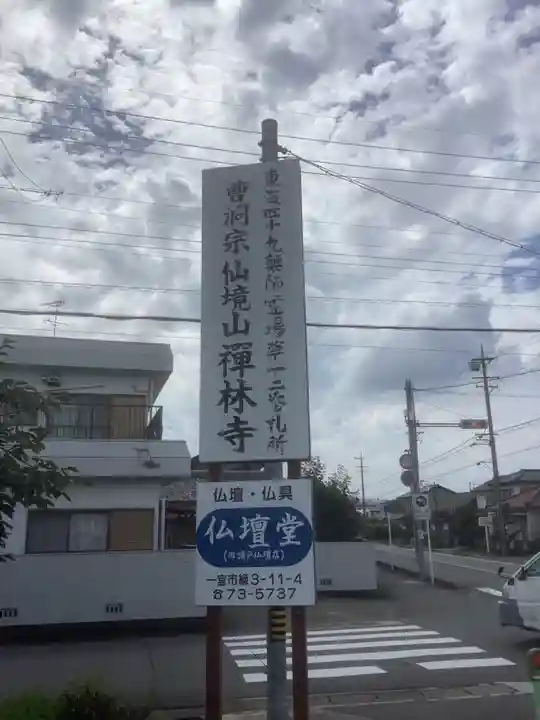 東海四十九薬師霊場第十二番札所
曹洞宗仙境山禪林寺
仏壇・仏具
仏壇堂
一宮市緑3-11-4
☎73-5737